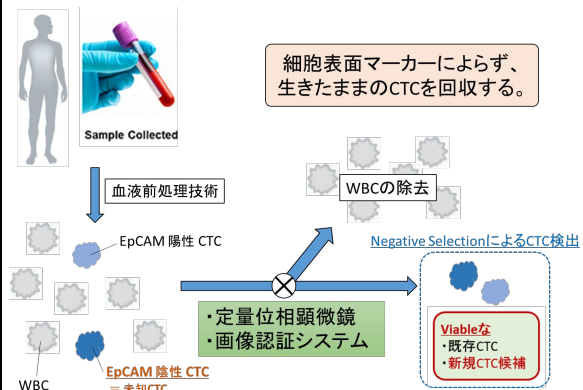 細胞表面マーカーによらず、
生きたままのCTCを回収する。
Sample Collected
血液前処理技術
WBCの除去
EpCAM 陽性 CTC
Negative SelectionによるCTC検出
・定量位相顕微鏡
・画像認証システム
Viableな
・既存CTC
・新規CTC候補
EpCAM 陰性 CTC
＝ 未知CTC
WBC